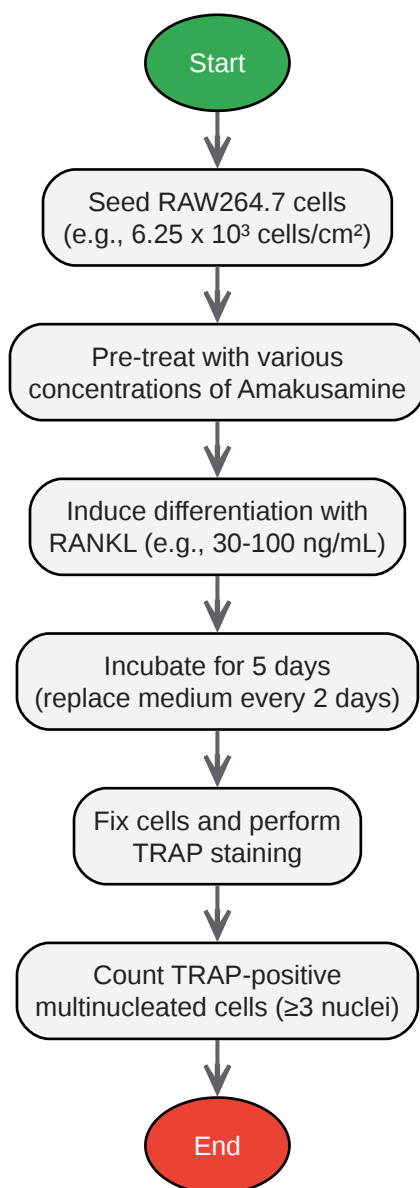 Start
Seed RAW264.7 cells
(e.g., 6.25 x 10³ cells/cm²)
Pre-treat with various
concentrations of Amakusamine
Induce differentiation with
RANKL (e.g., 30-100 ng/mL)
Incubate for 5 days
(replace medium every 2 days)
Fix cells and perform
TRAP staining
Count TRAP-positive
multinucleated cells (≥3 nuclei)
End